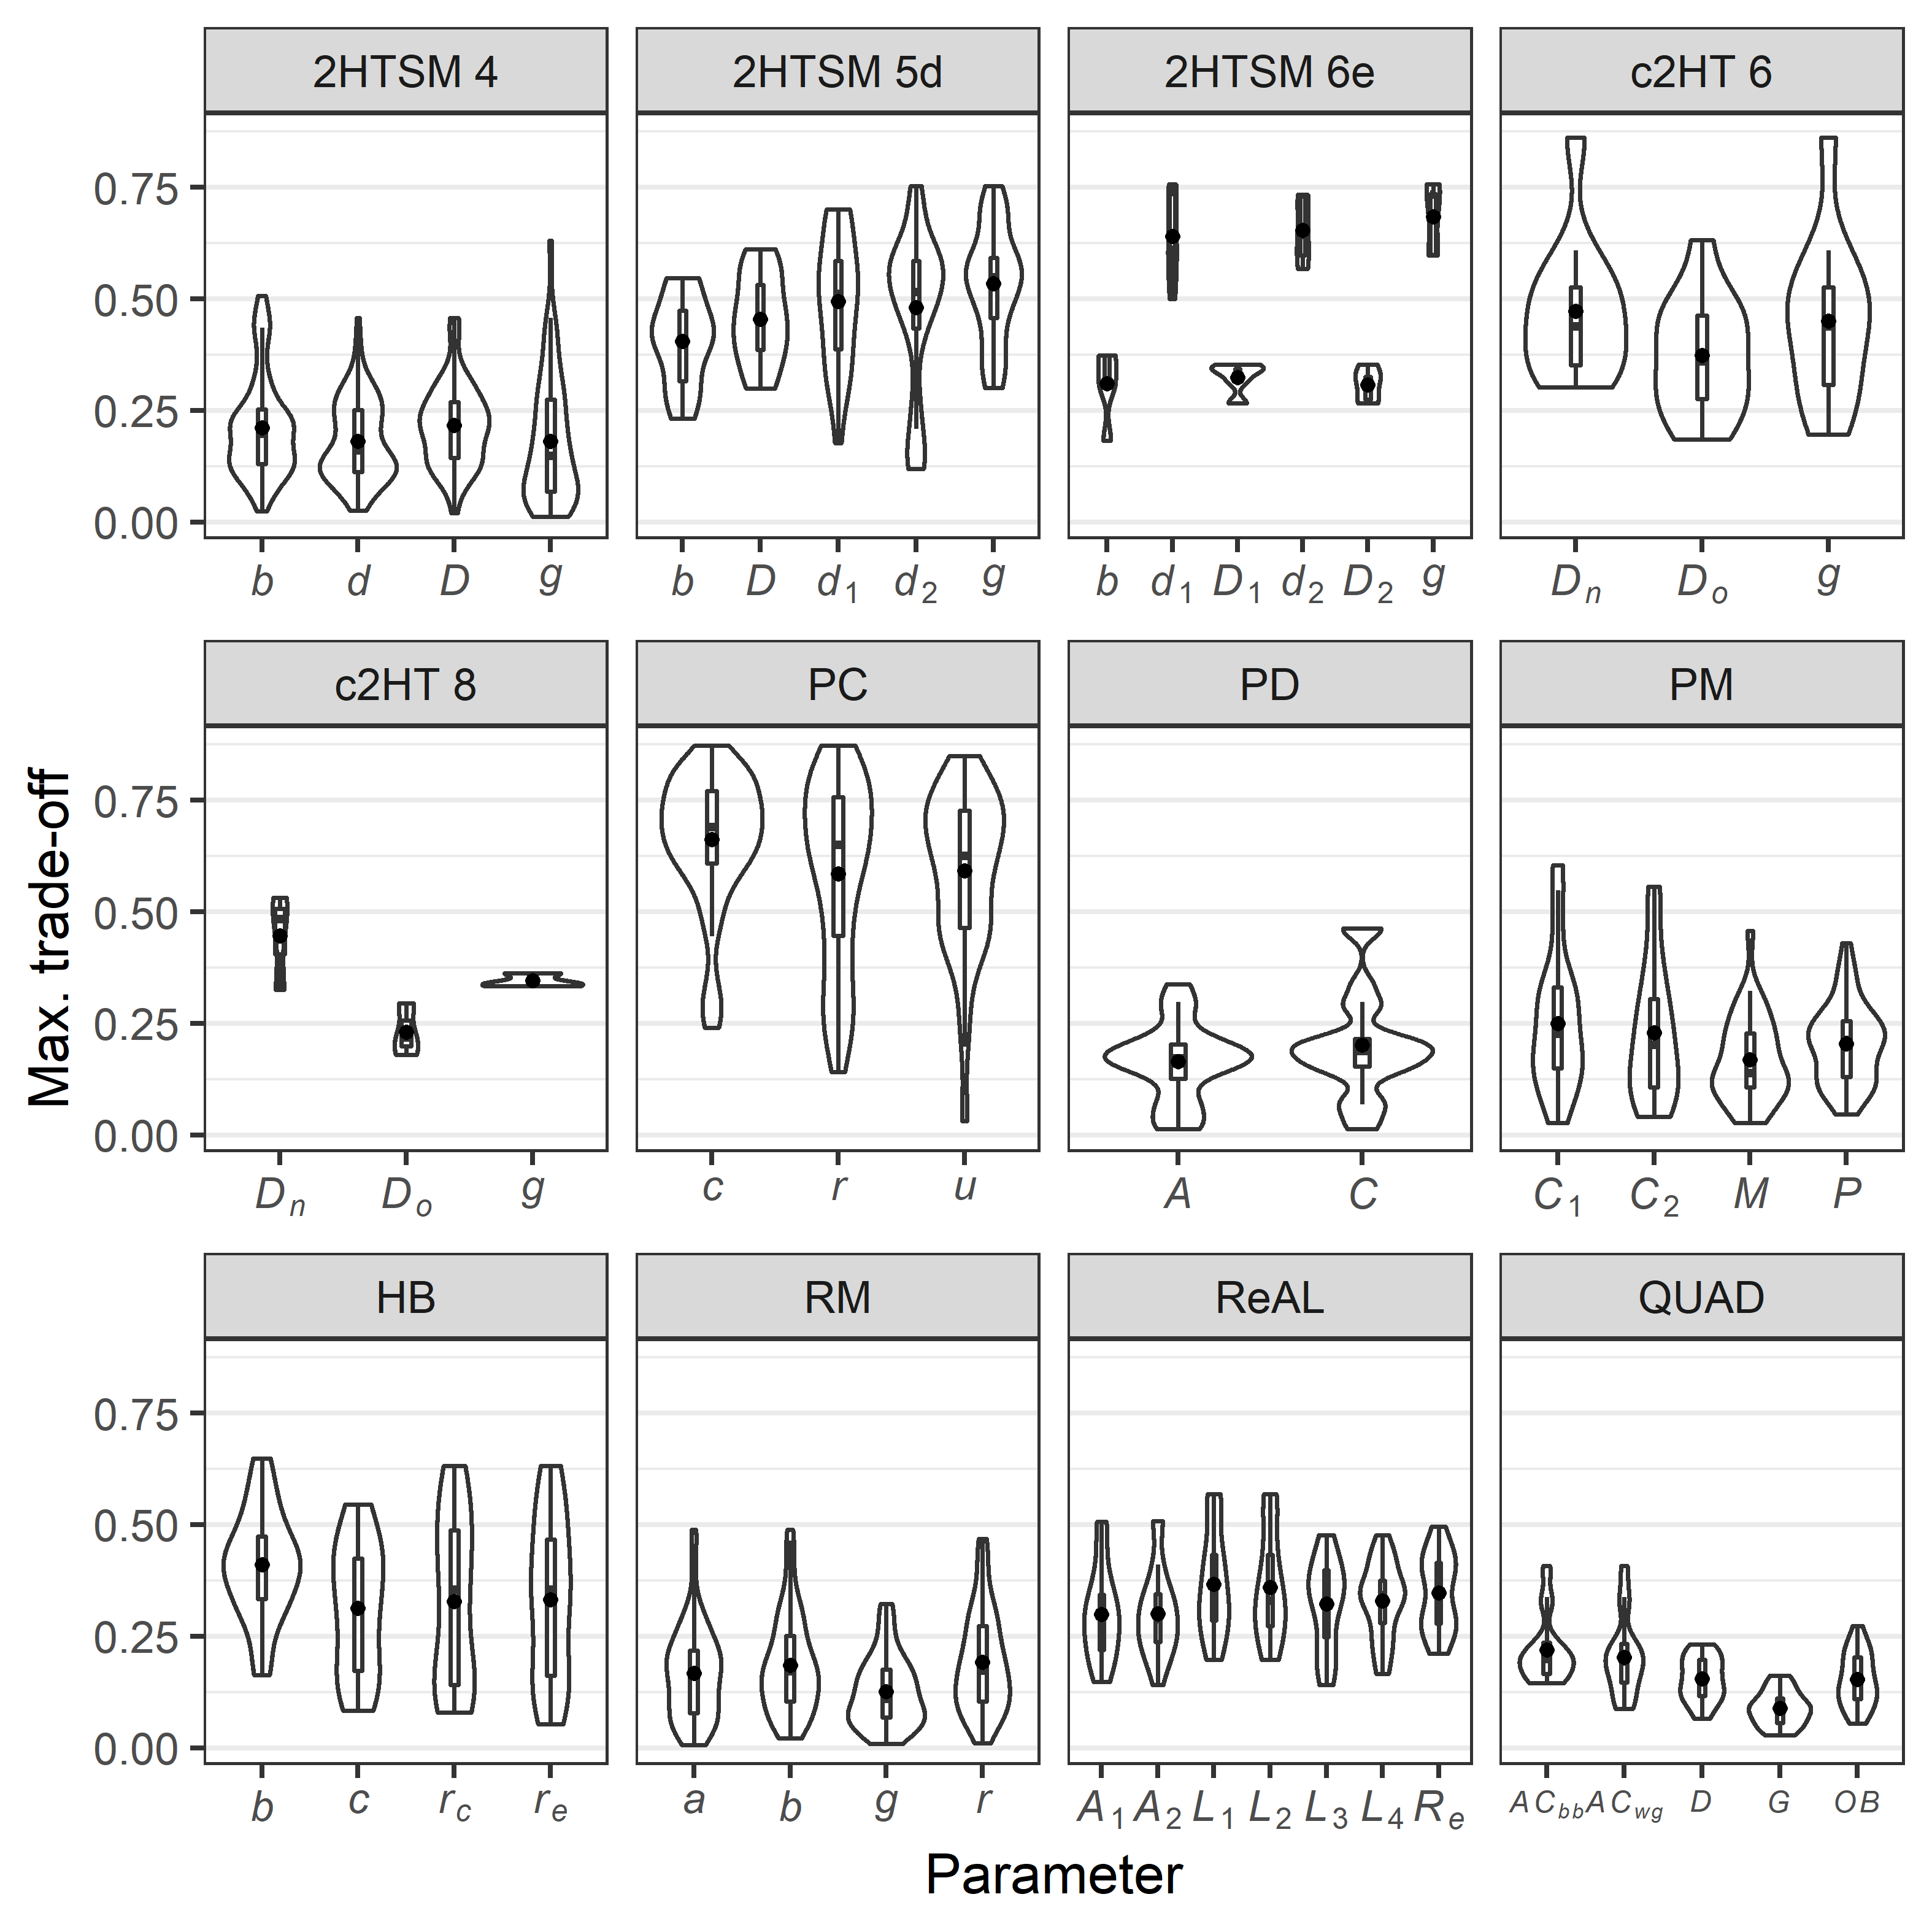 2HTSM 4 2HTSM 5d 2HTSM 6e c2HT 6
0.75
0.50
0.25
0.00
b d D g b D d1 d2 g b d1 D1 d2 D2 g Dn Do g
c2HT 8 PC PD PM
0.75
0.50
0.25
0.00
Dn Do g c r u A C C1 C2 M P
HB RM ReAL QUAD
0.75
0.50
0.25
0.00
b c rc re a b g r A1 A2 L1 L2 L3 L4 Re ACbb ACwg D G OB
Max. trade-off
Parameter